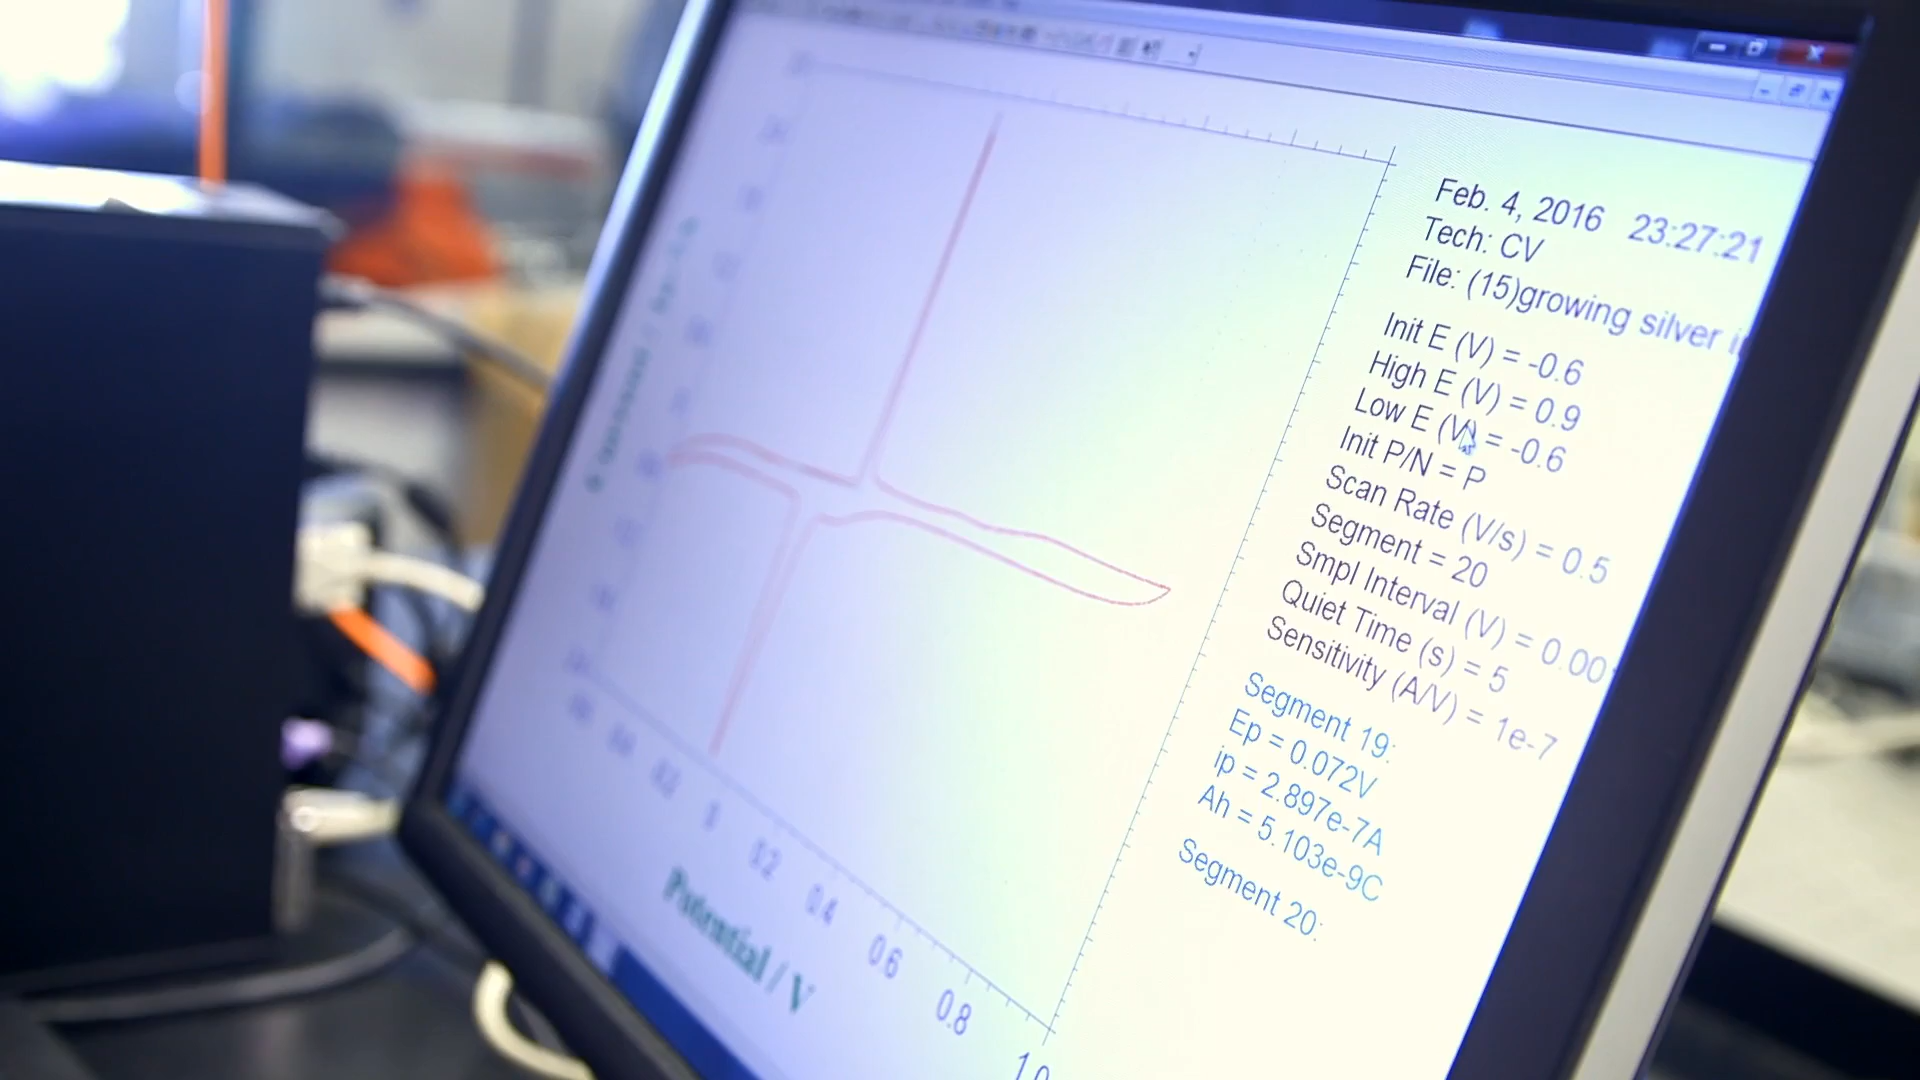 Feb. 4, 2016 23:27:21
Tech: CV
File: (15)growing silver
Init E (V) = -0.6
High E (V) = 0.9
Low E (V) = -0.6
Init P/N = P
Scan Rate (V/s) = 0.5
Segment = 20
Smpl Interval (V) = 0.00
Quiet Time (s) = 5
Sensitivity (A/V) = 1e-7
Segment 19:
Ep = 0.072V
ip = 2.897e-7A
Ah = 5.103e-9C
Segment 20:
0 0.2 0.4 0.6 0.8 1.0
Potential / V